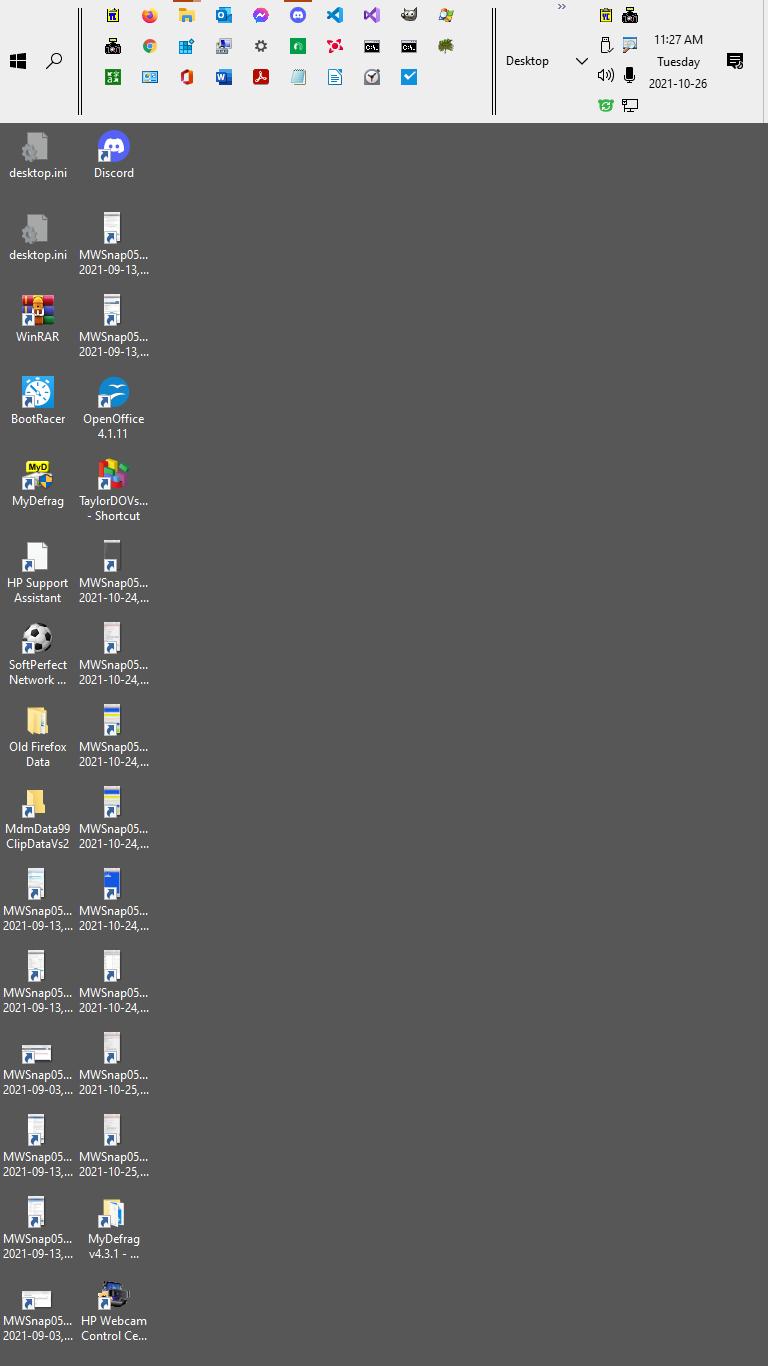 Desktop
11:27 AM
Tuesday
2021-10-26
desktop.ini
Discord
desktop.ini
MWSnap05...
2021-09-13,...
WinRAR
MWSnap05...
2021-09-13,...
BootRacer
OpenOffice
4.1.11
MyD
MyDefrag
TaylorDOVs...
- Shortcut
HP Support
Assistant
MWSnap05...
2021-10-24,...
SoftPerfect
Network ...
MWSnap05...
2021-10-24,...
Old Firefox
Data
MWSnap05...
2021-10-24,...
MdmData99
ClipDataVs2
MWSnap05...
2021-10-24,...
MWSnap05...
2021-09-13,...
MWSnap05...
2021-10-24,...
MWSnap05...
2021-09-13,...
MWSnap05...
2021-10-24,...
MWSnap05...
2021-09-03,...
MWSnap05...
2021-10-25,...
MWSnap05...
2021-09-13,...
MWSnap05...
2021-10-25,...
MWSnap05...
2021-09-13,...
MyDefrag
v4.3.1 - ...
MWSnap05...
2021-09-03,...
HP Webcam
Control Ce...